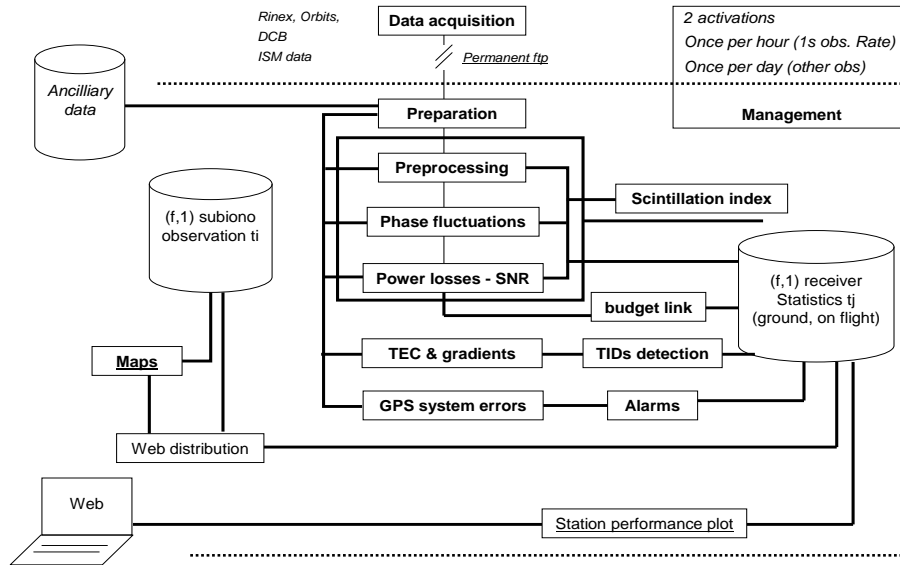 Rinex, Orbits,
DCB
ISM data
Data acquisition
Permanent ftp
2 activations
Once per hour (1s obs. Rate)
Once per day (other obs)
Management
Ancilliary
data
Preparation
Preprocessing
Scintillation index
(f,1) subiono
observation ti
Phase fluctuations
Power losses - SNR
(f,1) receiver
Statistics tj
(ground, on flight)
budget link
Maps
TEC & gradients
TIDs detection
GPS system errors
Alarms
Web distribution
Web
Station performance plot